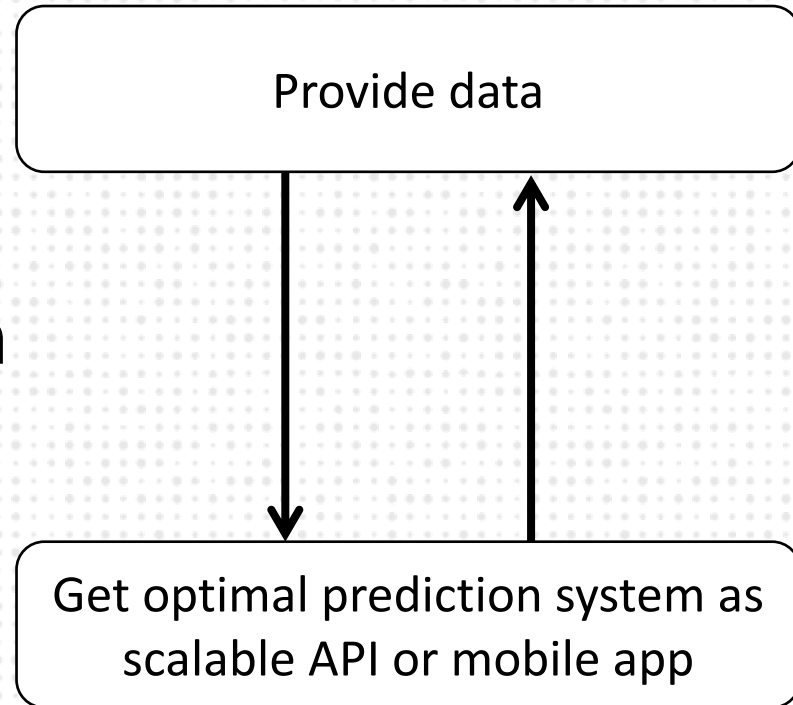 Provide data
Get optimal prediction system as
scalable API or mobile app